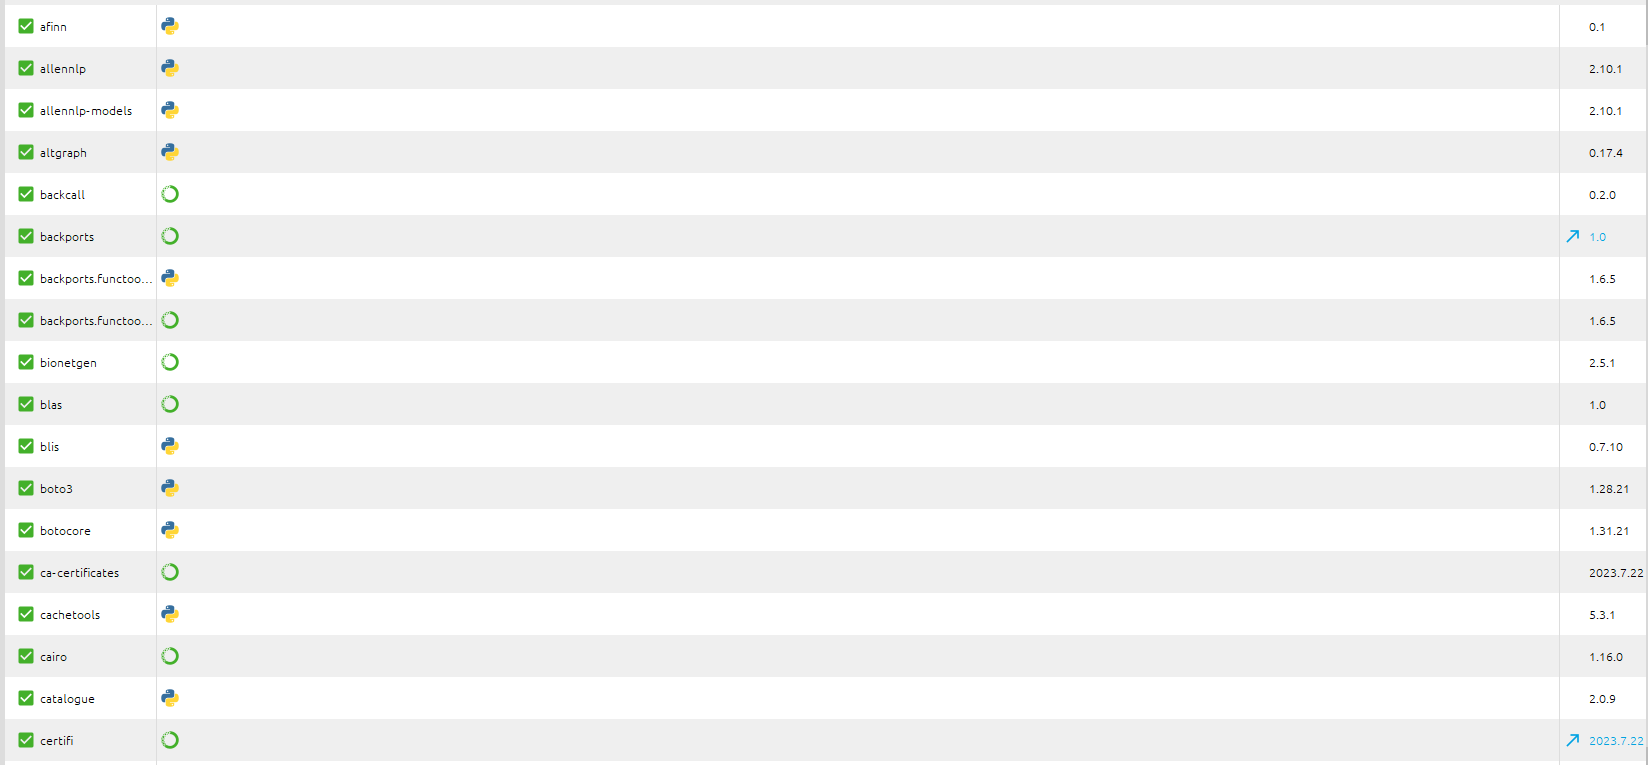 afinn 0.1
allennlp 2.10.1
allennlp-models 2.10.1
altgraph 0.17.4
backcall 0.2.0
backports 1.0
backports.functoo... 1.6.5
backports.functoo... 1.6.5
bionetgen 2.5.1
blas 1.0
blis 0.7.10
boto3 1.28.21
botocore 1.31.21
ca-certificates 2023.7.22
cachetools 5.3.1
cairo 1.16.0
catalogue 2.0.9
certifi 2023.7.22